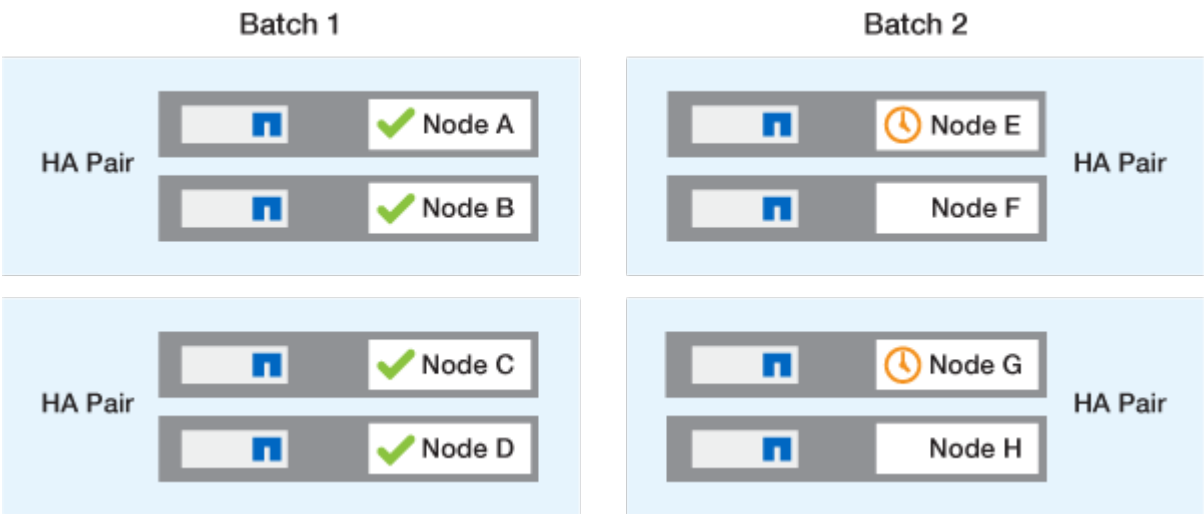 Batch 1
HA Pair
Node A
Node B
HA Pair
Node C
Node D
Batch 2
Node E
Node F
HA Pair
Node G
Node H
HA Pair